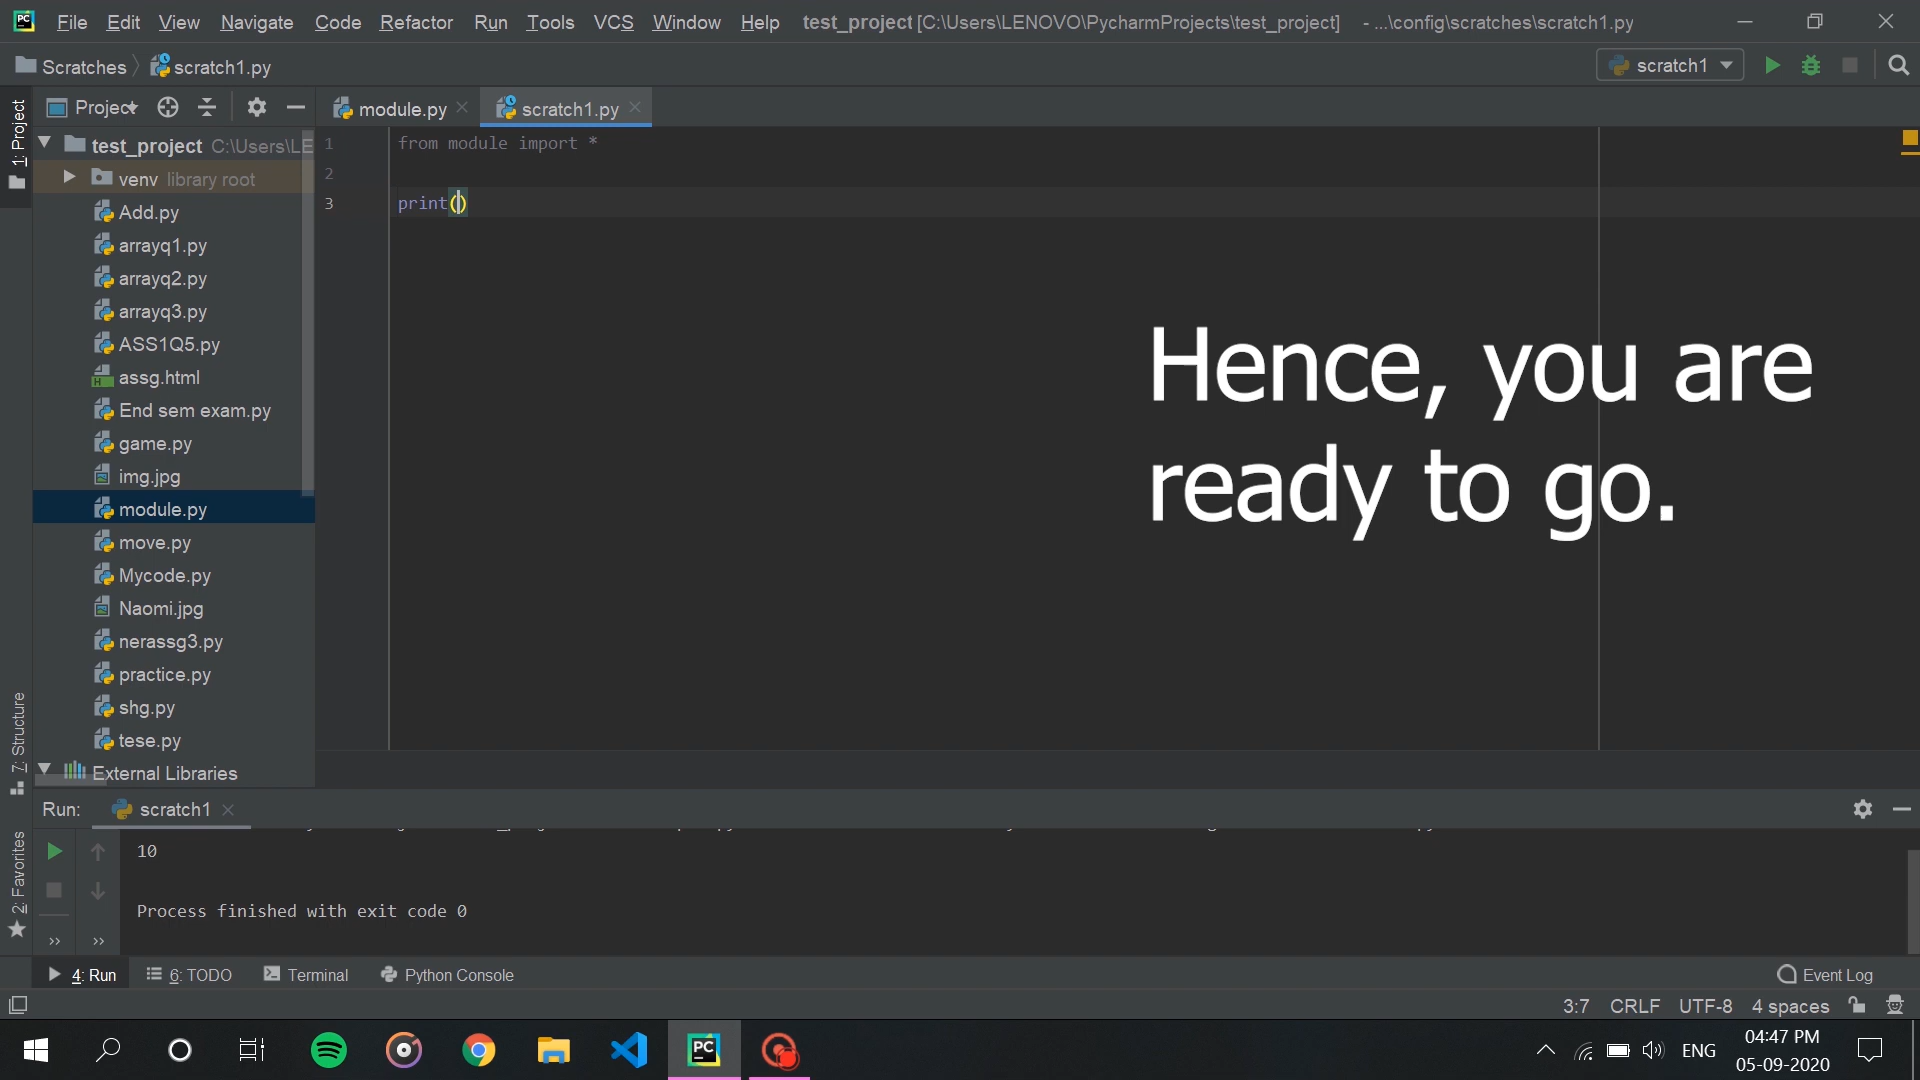 File Edit View Navigate Code Refactor Run Tools VCS Window Help test_project [C:\Users\LENOVO\PycharmProjects\test_project] - ...\config\scratches\scratch1.py
Scratches scratch1.py scratch1
1: Project
Project module.py scratch1.py
test_project C:\Users\LE
venv library root
Add.py
arrayq1.py
arrayq2.py
arrayq3.py
ASS1Q5.py
assg.html
End sem exam.py
game.py
img.jpg
module.py
move.py
Mycode.py
Naomi.jpg
nerassg3.py
practice.py
shg.py
tese.py
External Libraries
1 from module import *
2
3 print()
Hence, you are
ready to go.
Z: Structure
2: Favorites
Run: scratch1
10
Process finished with exit code 0
4: Run 6: TODO Terminal Python Console Event Log
3:7 CRLF UTF-8 4 spaces
PC ENG 04:47 PM
05-09-2020